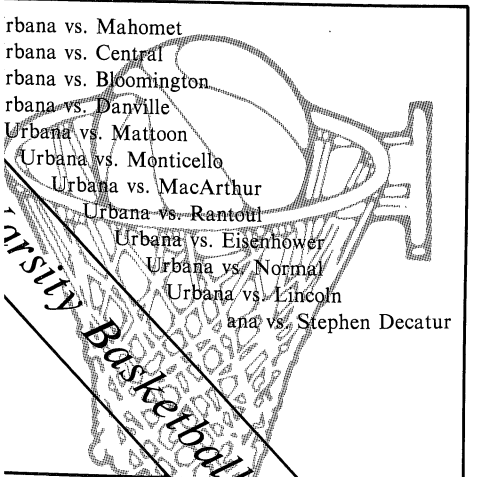 rbana vs. Mahomet
rbana vs. Central
rbana vs. Bloomington
rbana vs. Danville
Urbana vs. Mattoon
Urbana vs. Monticello
Urbana vs. MacArthur
Urbana vs. Rantoul
Urbana vs. Eisenhower
Urbana vs. Normal
Urbana vs. Lincoln
ana vs. Stephen Decatur
arsity Basketball